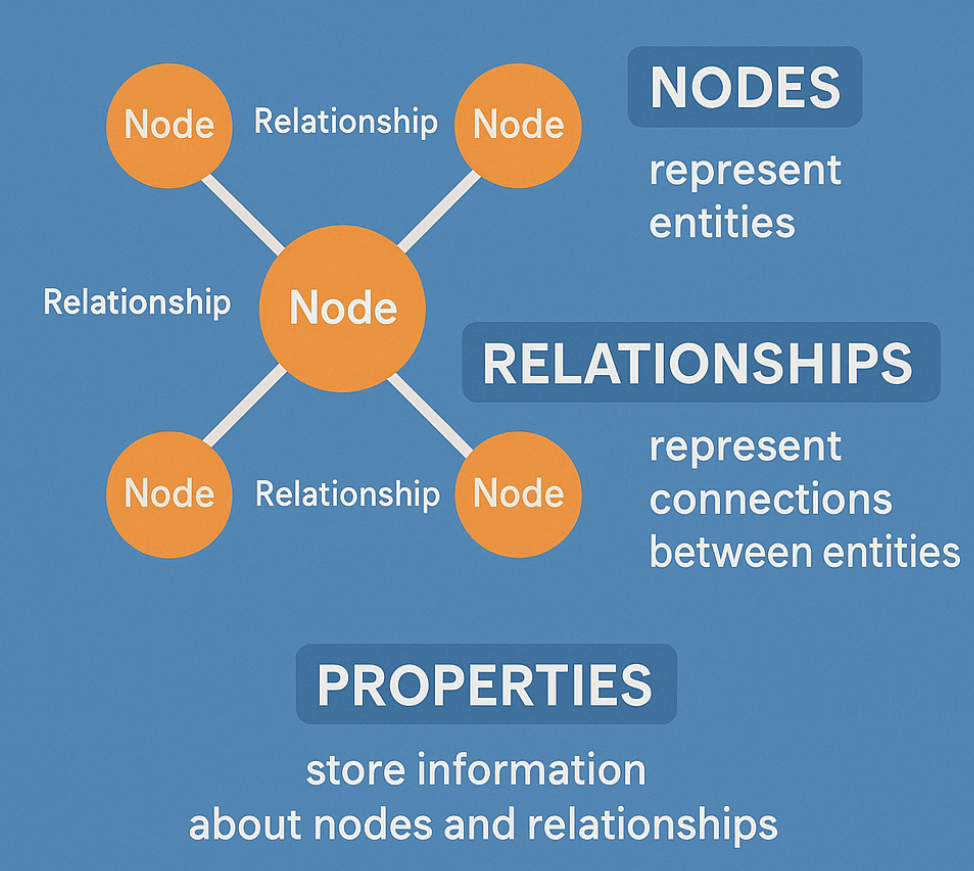 Node
Relationship
Node
NODES
represent
entities
Relationship
Node
RELATIONSHIPS
represent
connections
between entities
Node
Relationship
Node
PROPERTIES
store information
about nodes and relationships